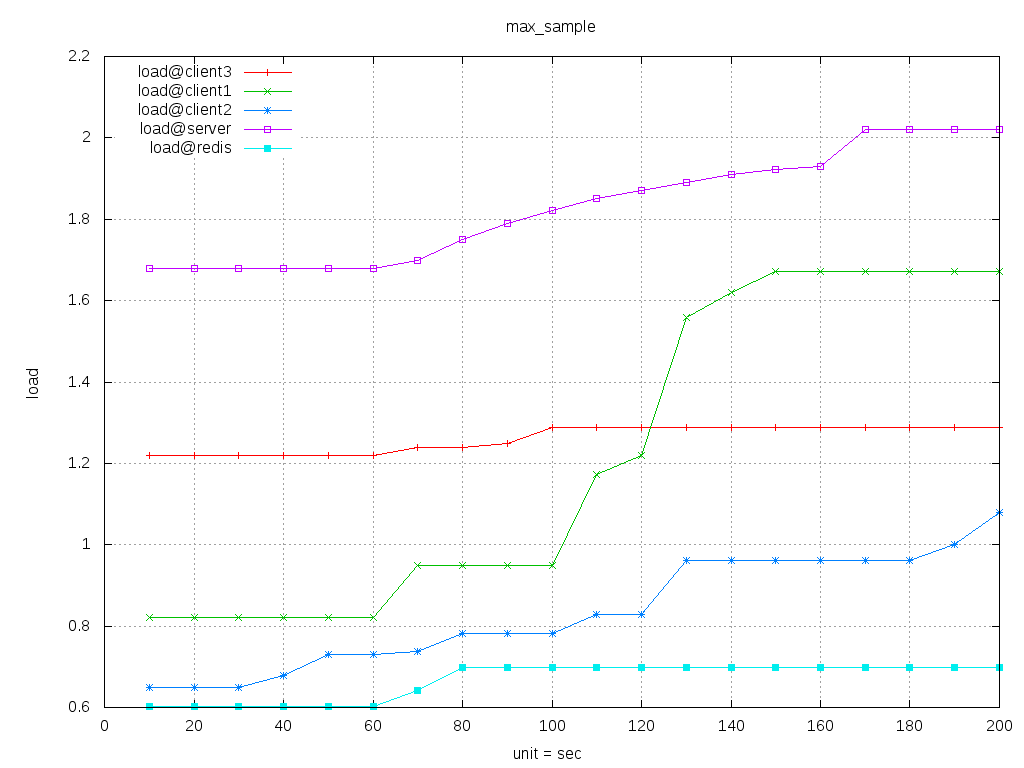 max_sample
load@client3
load@client1
load@client2
load@server
load@redis
2.2
2
1.8
1.6
1.4
1.2
1
0.8
0.6
load
0 20 40 60 80 100 120 140 160 180 200
unit = sec